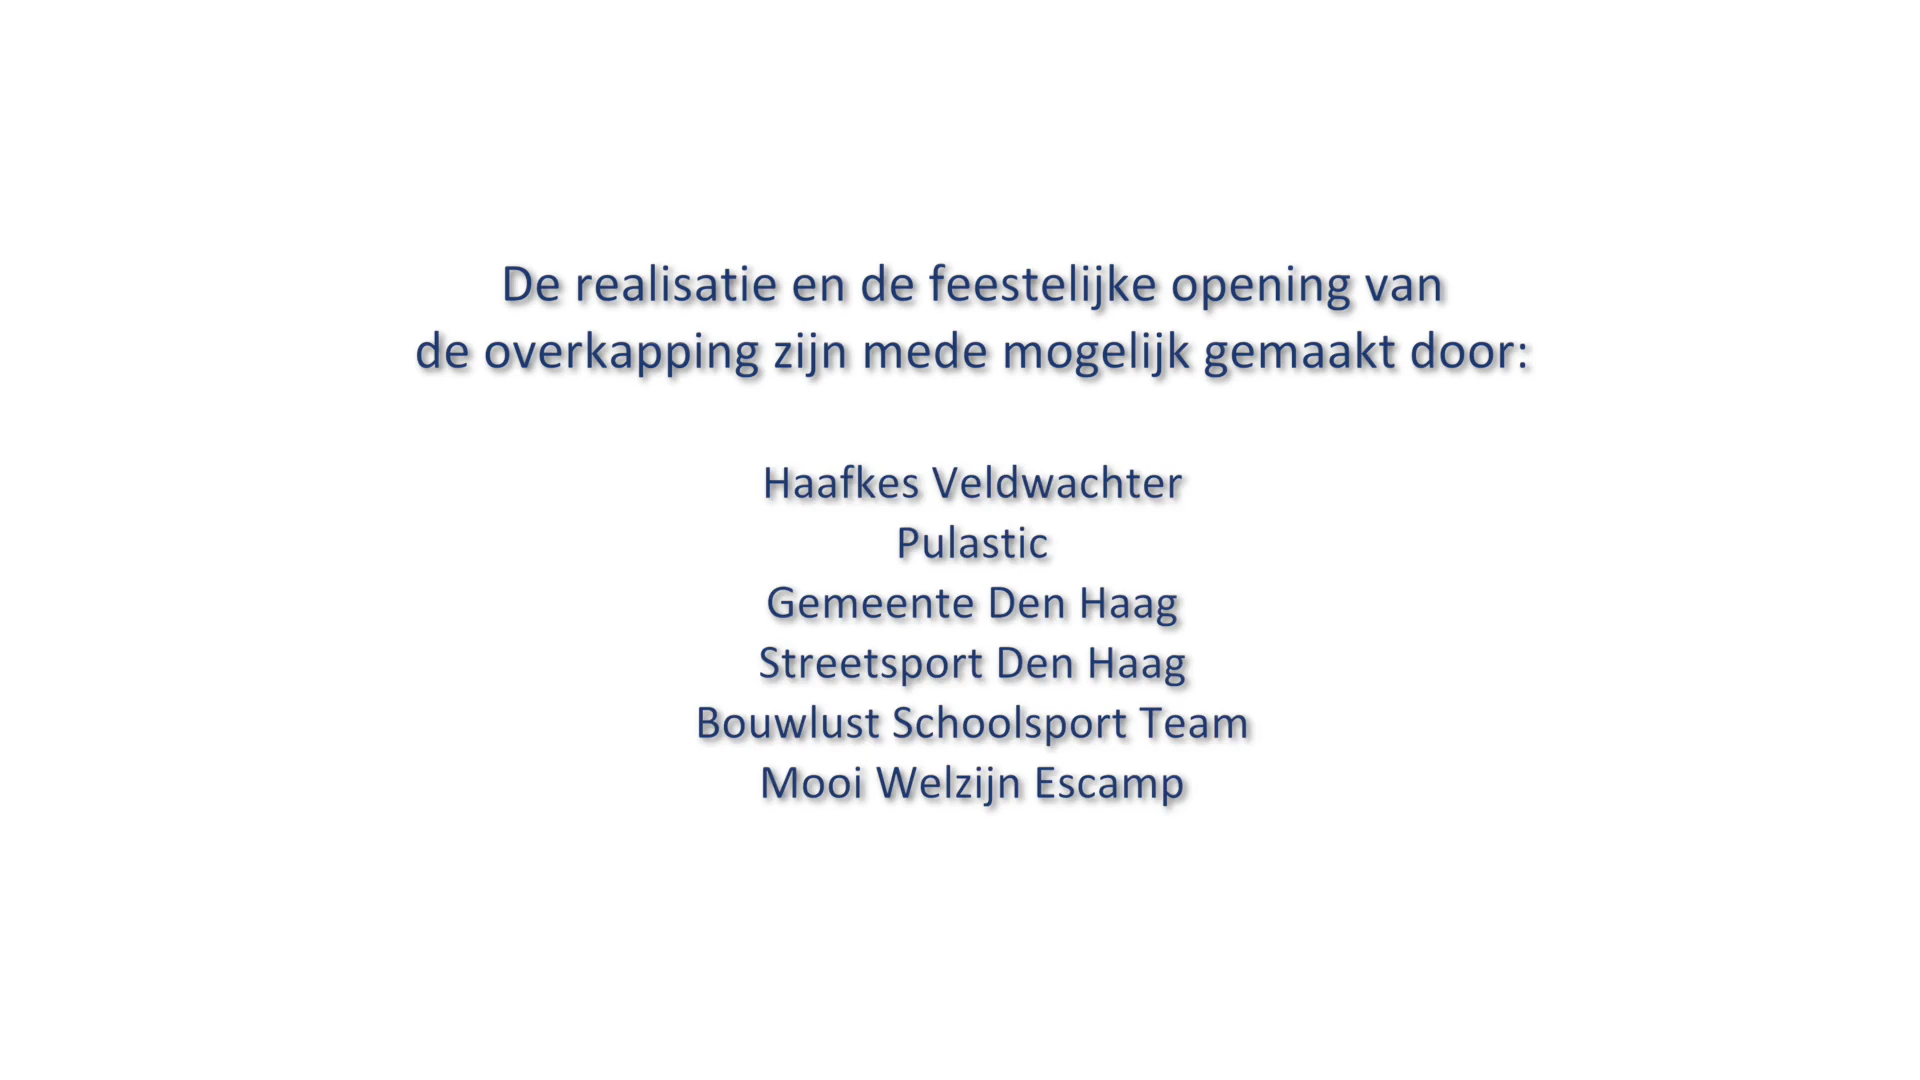 De realisatie en de feestelijke opening van
de overkapping zijn mede mogelijk gemaakt door:
Haafkes Veldwachter
Pulastic
Gemeente Den Haag
Streetsport Den Haag
Bouwlust Schoolsport Team
Mooi Welzijn Escamp